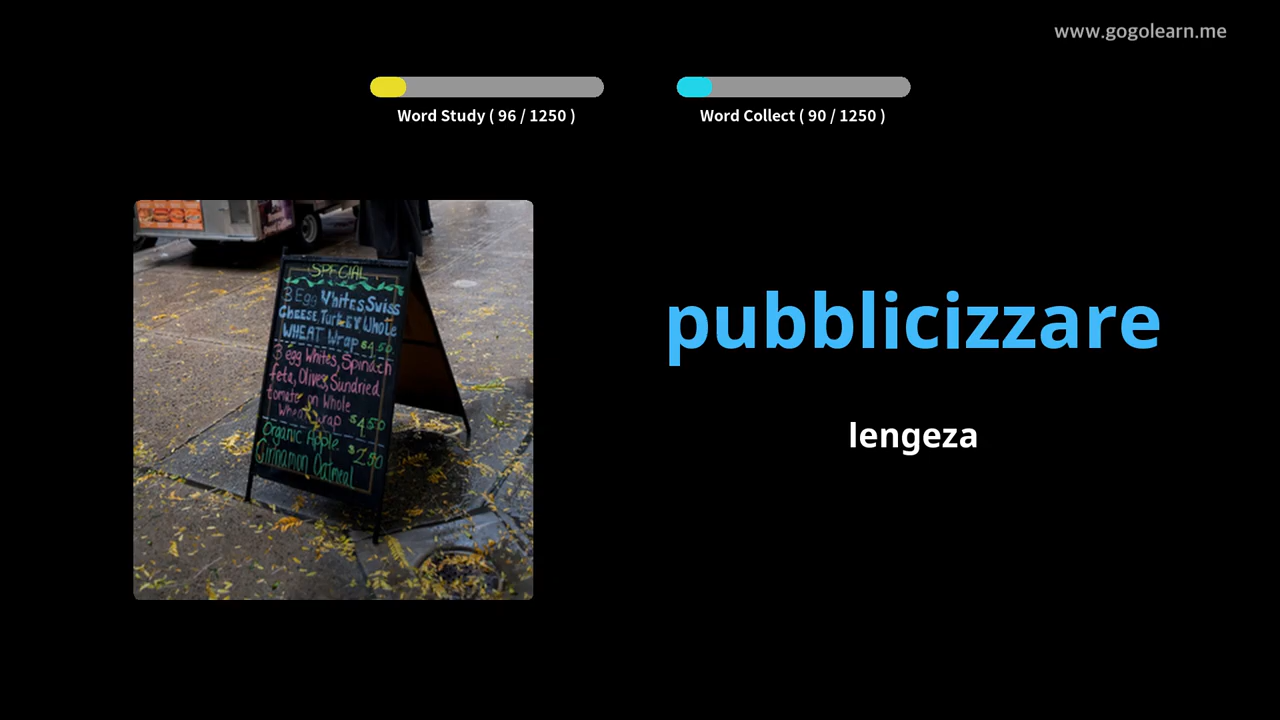 www.gogolearn.me
Word Study ( 96 / 1250 )
Word Collect ( 90 / 1250 )
SPECIAL
3 Egg Whites, Swiss
Cheese, Turkey Whole
WHEAT Wrap $4.50
3 egg Whites, Spinach
feta, Olives, Sundried
tomato on Whole
Wheat Wrap $4.50
Organic Apple $2.50
Cinnamon Oatmeal
pubblicizzare
lengeza